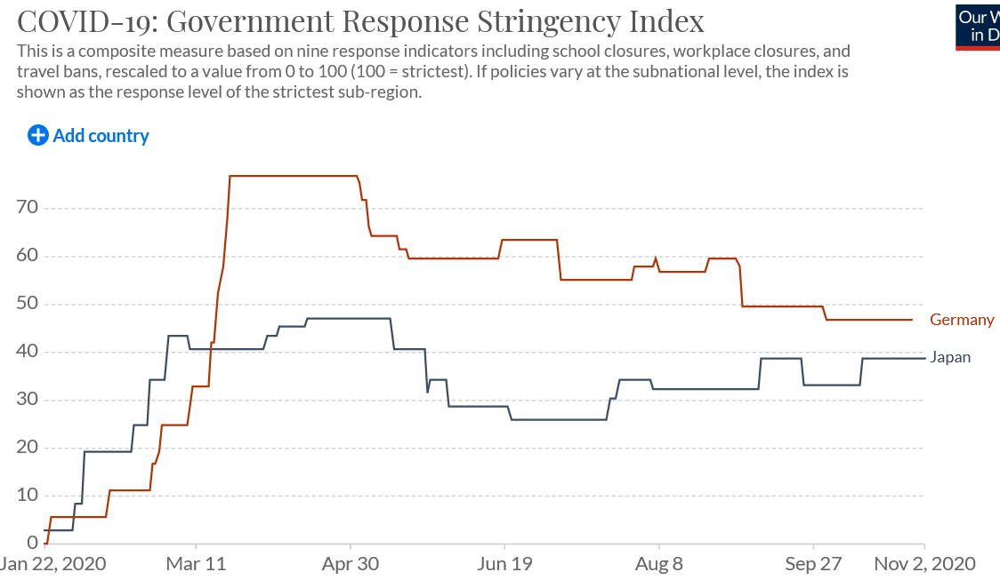 COVID-19: Government Response Stringency Index
Our W
in D
This is a composite measure based on nine response indicators including school closures, workplace closures, and
travel bans, rescaled to a value from 0 to 100 (100 = strictest). If policies vary at the subnational level, the index is
shown as the response level of the strictest sub-region.
Add country
70
60
50
40
30
20
10
0
Germany
Japan
Jan 22, 2020
Mar 11
Apr 30
Jun 19
Aug 8
Sep 27
Nov 2, 2020